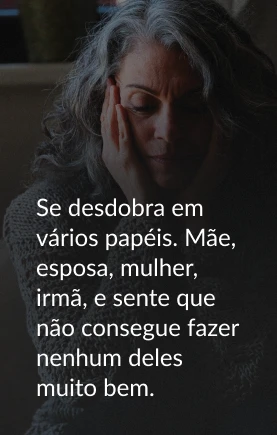 Se desdobra em
vários papéis. Mãe,
esposa, mulher,
irmã, e sente que
não consegue fazer
nenhum deles
muito bem.